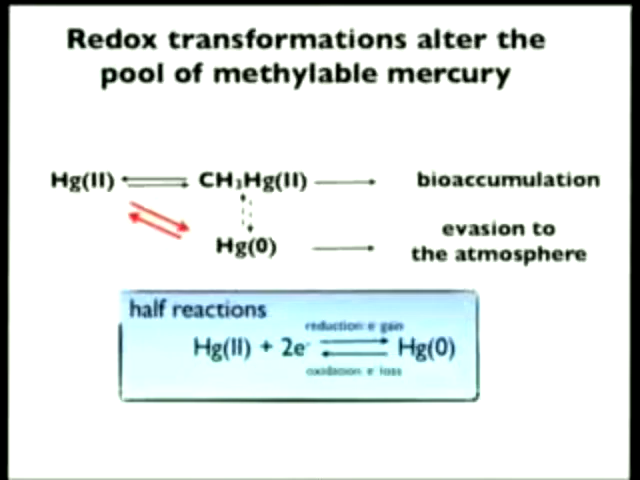 Redox transformations alter the
pool of methylable mercury
Hg(II) CH₃Hg(II) bioaccumulation
Hg(0) evasion to
the atmosphere
half reactions
reduction: e⁻ gain
Hg(II) + 2e⁻ Hg(0)
oxidation: e⁻ loss